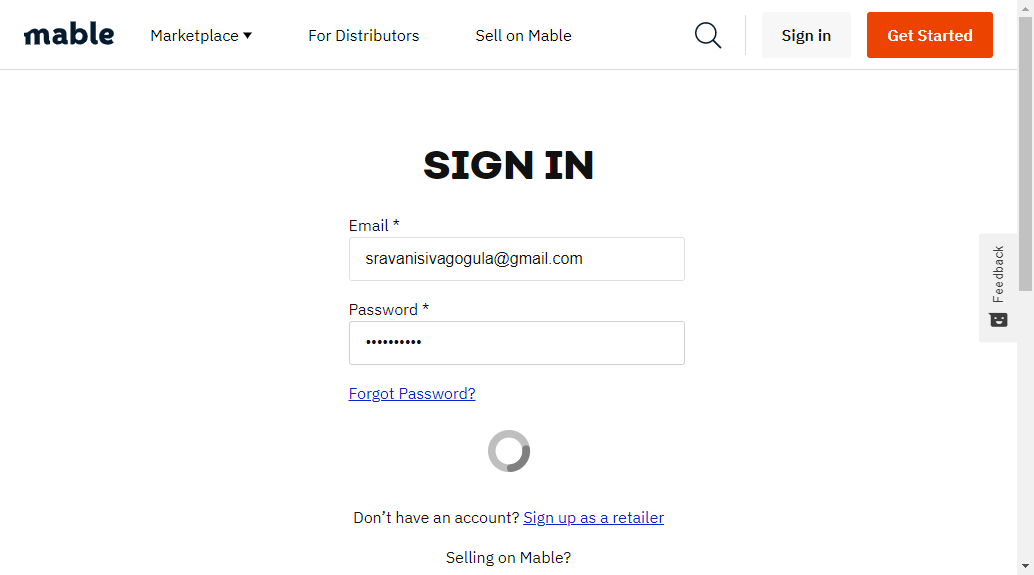 mable
Marketplace ▾ For Distributors Sell on Mable Sign in Get Started
SIGN IN
Email *
sravanisivagogula@gmail.com
Password *
••••••••••
Forgot Password?
Don’t have an account? Sign up as a retailer
Selling on Mable?
Feedback